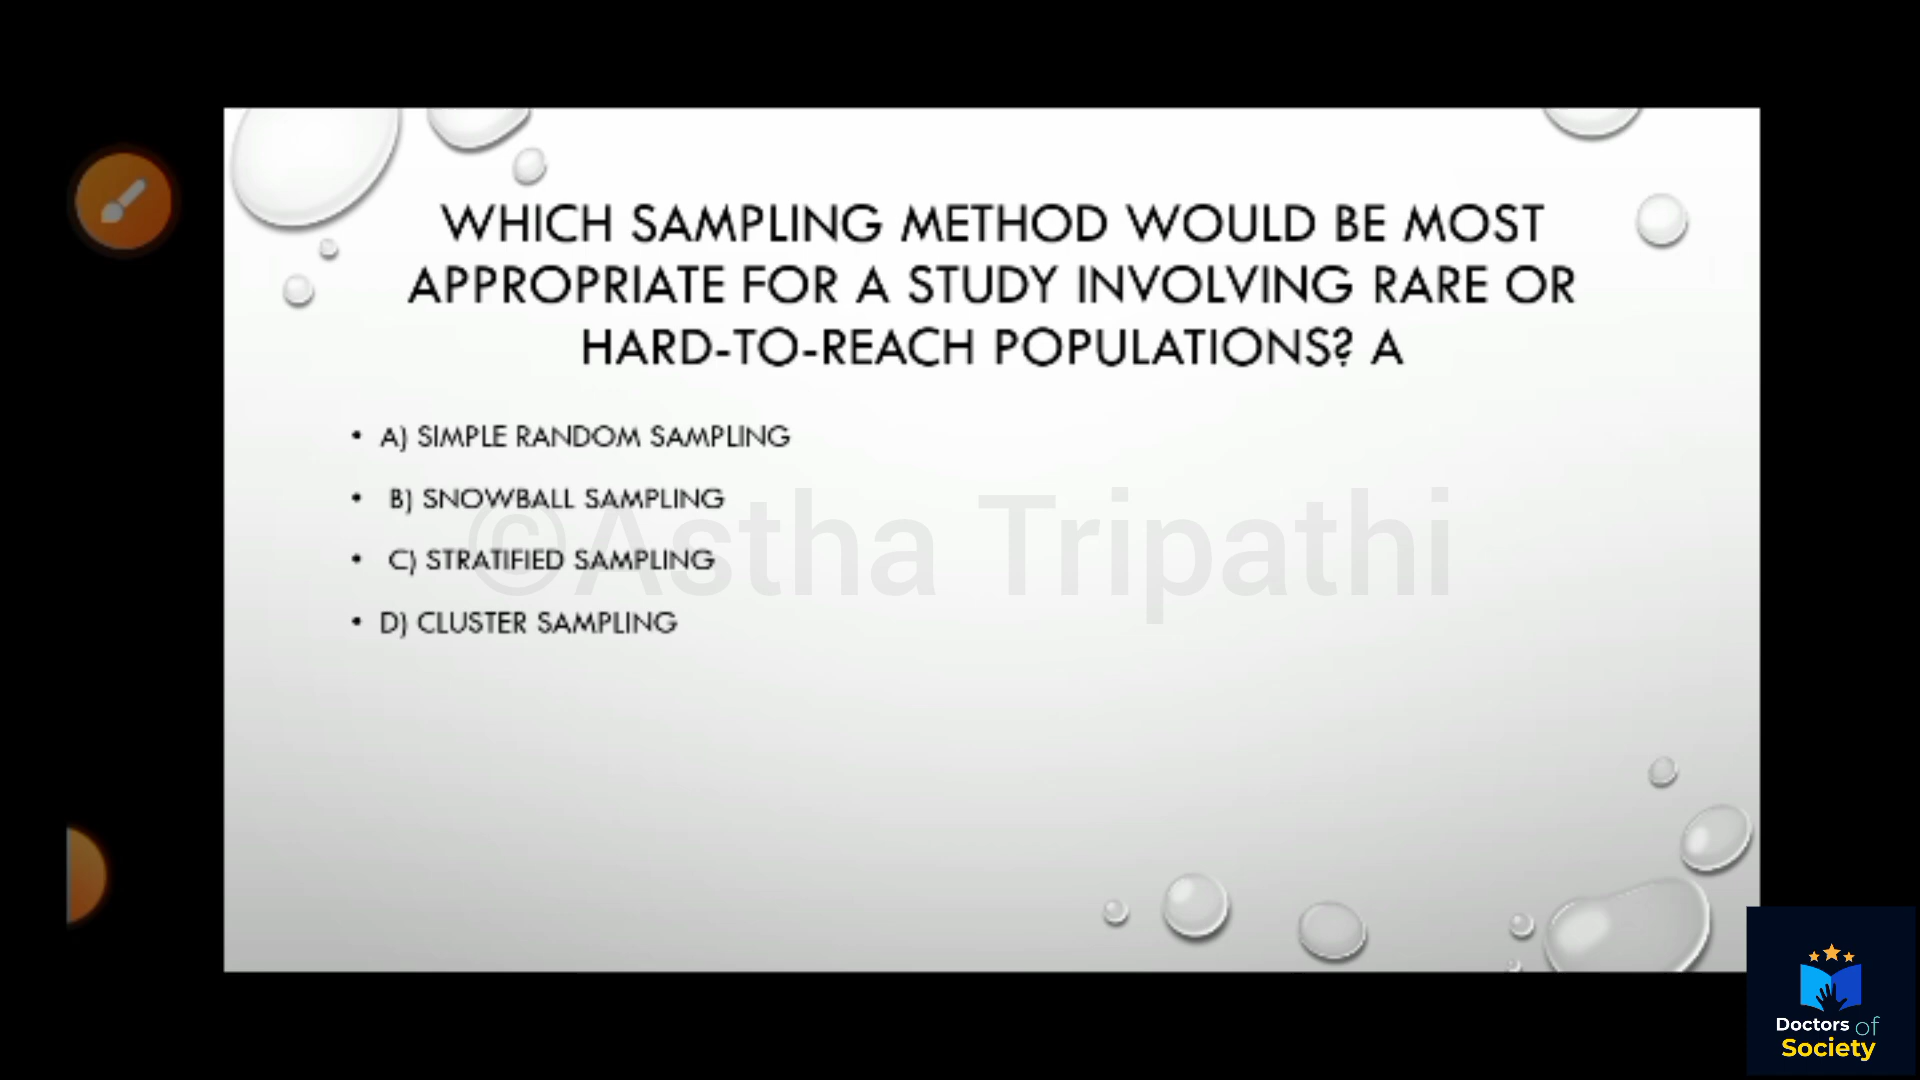 WHICH SAMPLING METHOD WOULD BE MOST
APPROPRIATE FOR A STUDY INVOLVING RARE OR
HARD-TO-REACH POPULATIONS? A
• A) SIMPLE RANDOM SAMPLING
• B) SNOWBALL SAMPLING
• C) STRATIFIED SAMPLING
• D) CLUSTER SAMPLING
©Astha Tripathi
Doctors of
Society